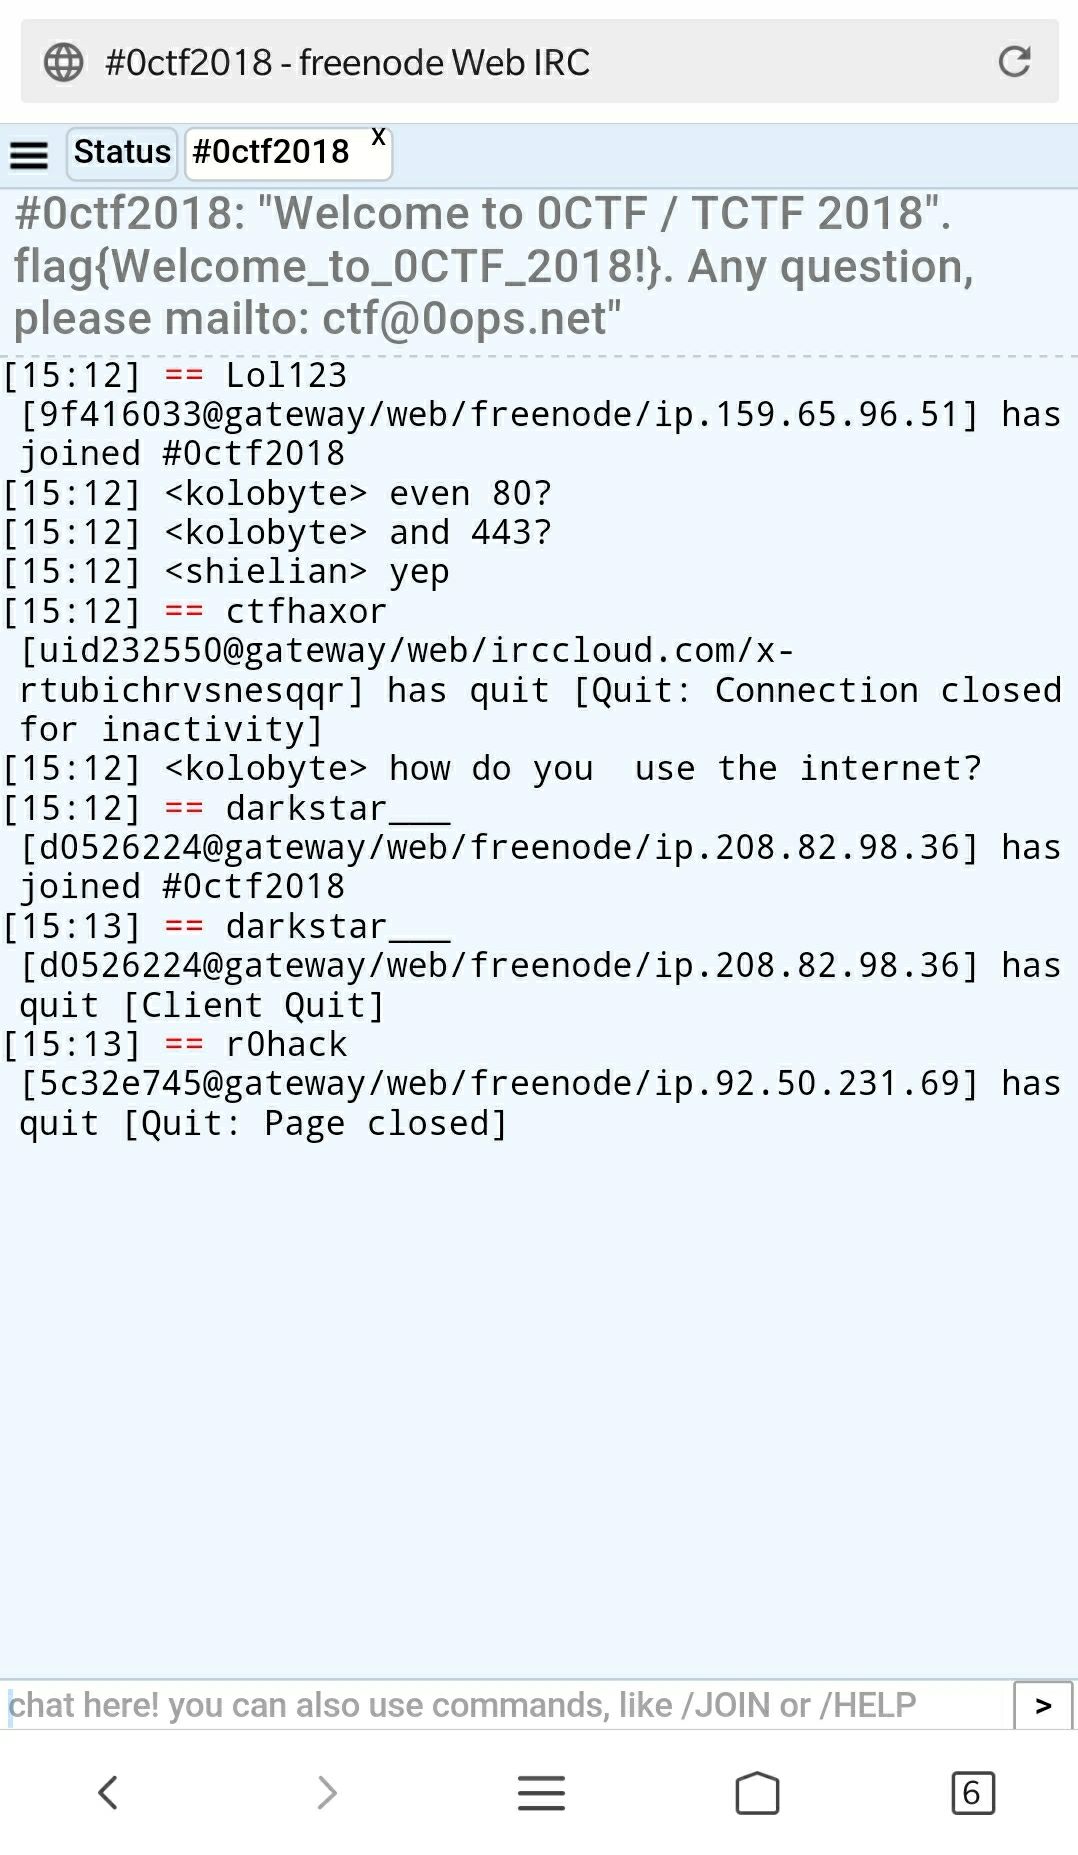 #0ctf2018 - freenode Web IRC
Status
#0ctf2018 X
#0ctf2018: "Welcome to 0CTF / TCTF 2018".
flag{Welcome_to_0CTF_2018!}. Any question,
please mailto: ctf@0ops.net"
[15:12] == Lol123
[9f416033@gateway/web/freenode/ip.159.65.96.51] has
joined #0ctf2018
[15:12] <kolobyte> even 80?
[15:12] <kolobyte> and 443?
[15:12] <shielian> yep
[15:12] == ctfhaxor
[uid232550@gateway/web/irccloud.com/x-
rtubichrvsnesqqr] has quit [Quit: Connection closed
for inactivity]
[15:12] <kolobyte> how do you  use the internet?
[15:12] == darkstar___
[d0526224@gateway/web/freenode/ip.208.82.98.36] has
joined #0ctf2018
[15:13] == darkstar___
[d0526224@gateway/web/freenode/ip.208.82.98.36] has
quit [Client Quit]
[15:13] == r0hack
[5c32e745@gateway/web/freenode/ip.92.50.231.69] has
quit [Quit: Page closed]
chat here! you can also use commands, like /JOIN or /HELP
>
6